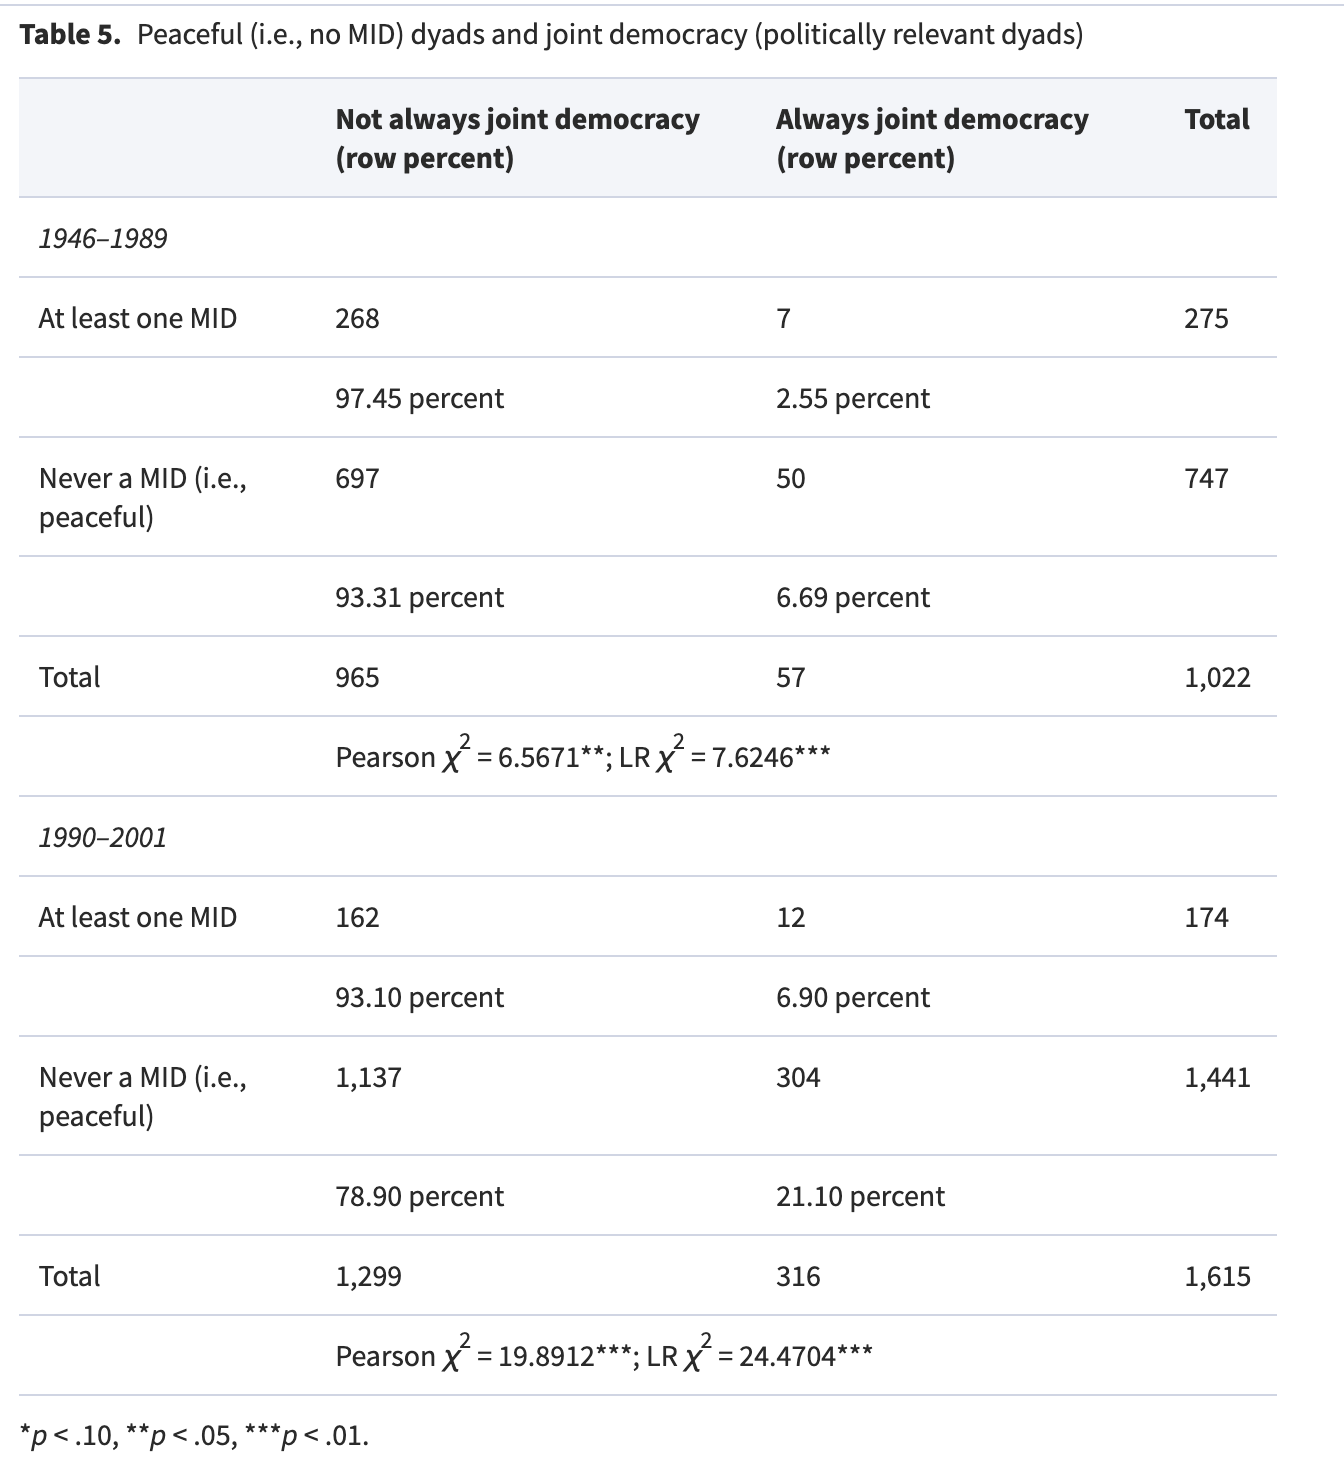 Table 5. Peaceful (i.e., no MID) dyads and joint democracy (politically relevant dyads)
Not always joint democracy (row percent) Always joint democracy (row percent) Total
1946–1989
At least one MID 268 7 275
97.45 percent 2.55 percent
Never a MID (i.e., peaceful) 697 50 747
93.31 percent 6.69 percent
Total 965 57 1,022
Pearson χ² = 6.5671**; LR χ² = 7.6246***
1990–2001
At least one MID 162 12 174
93.10 percent 6.90 percent
Never a MID (i.e., peaceful) 1,137 304 1,441
78.90 percent 21.10 percent
Total 1,299 316 1,615
Pearson χ² = 19.8912***; LR χ² = 24.4704***
*p < .10, **p < .05, ***p < .01.